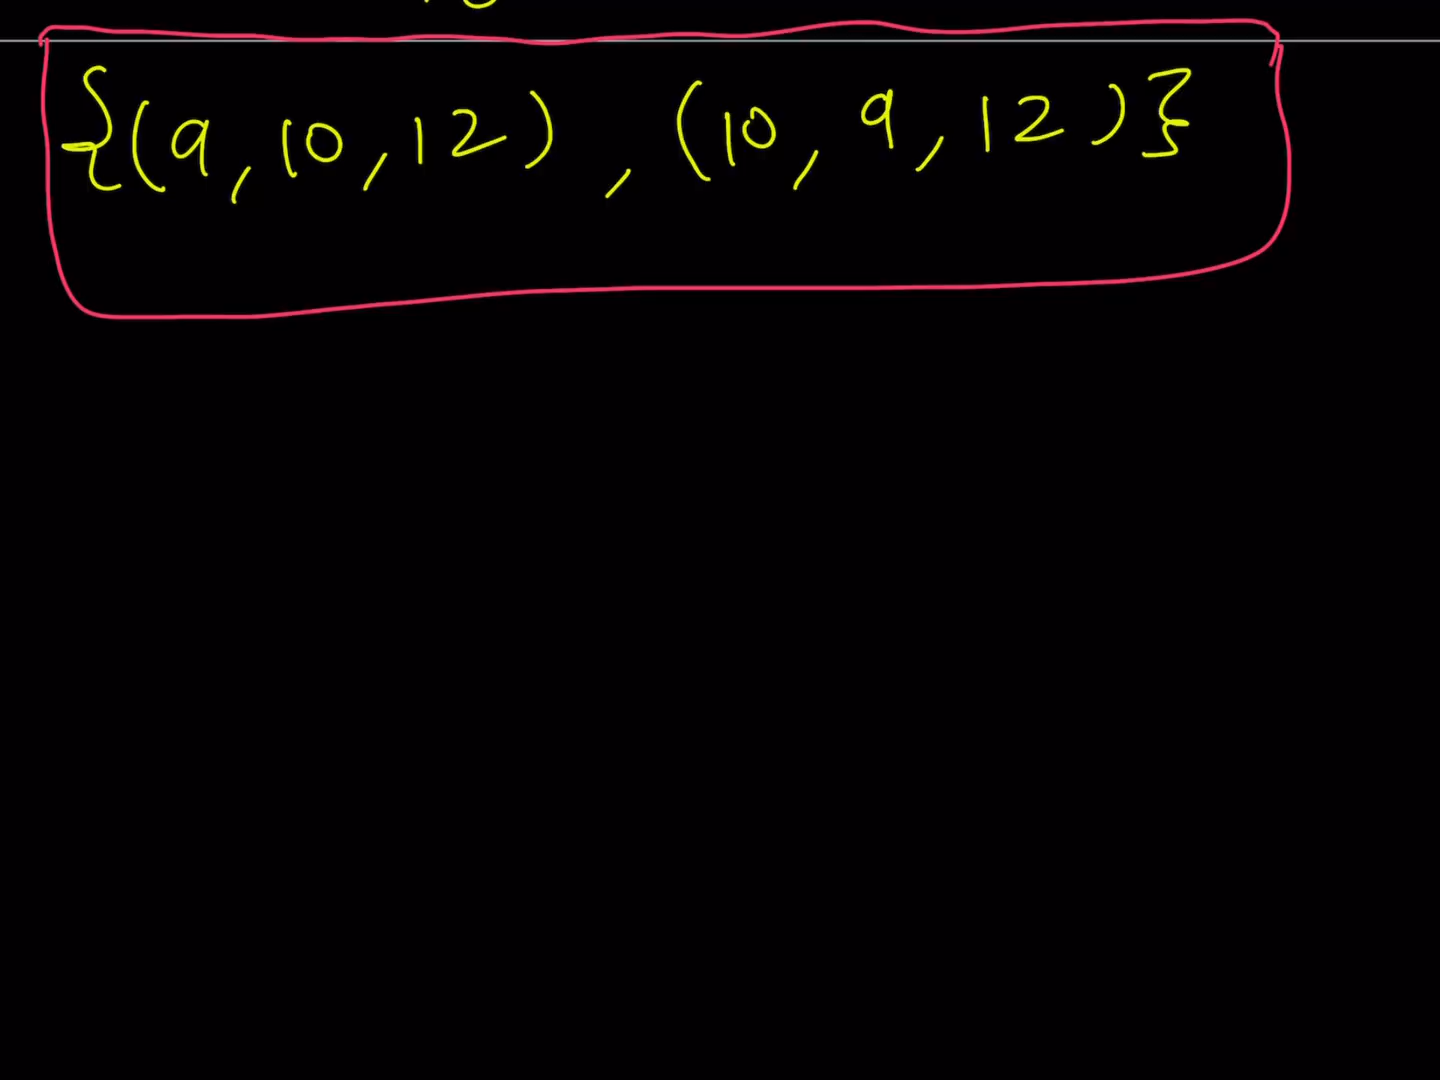 {(9, 10, 12), (10, 9, 12)}